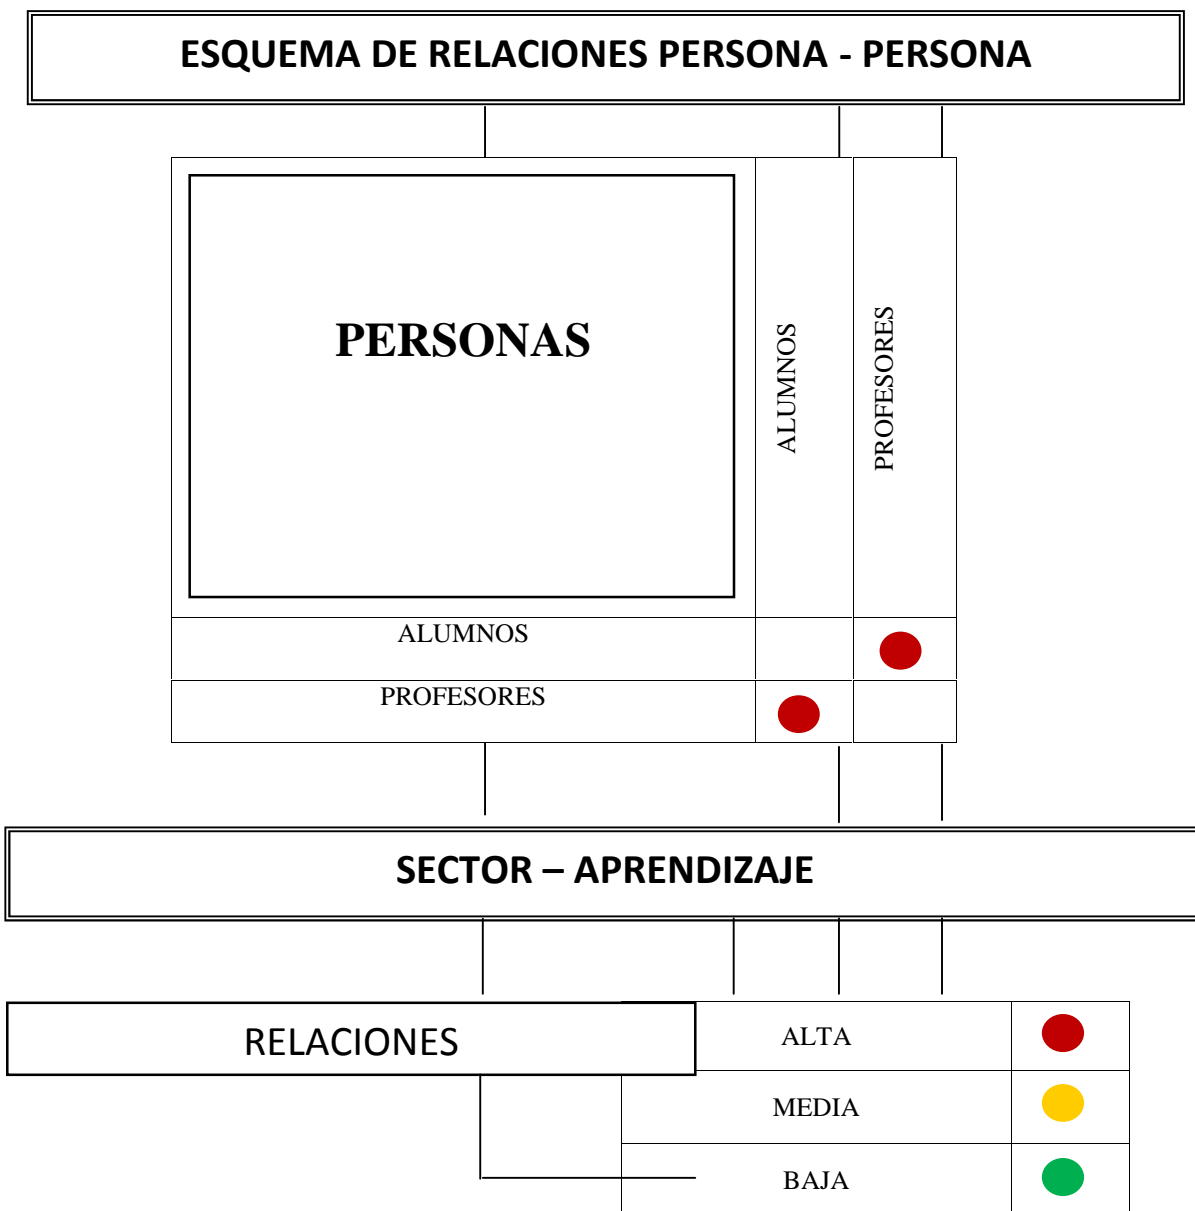 ESQUEMA DE RELACIONES PERSONA - PERSONA
PERSONAS
ALUMNOS
PROFESORES
ALUMNOS
PROFESORES
SECTOR – APRENDIZAJE
RELACIONES
ALTA
MEDIA
BAJA